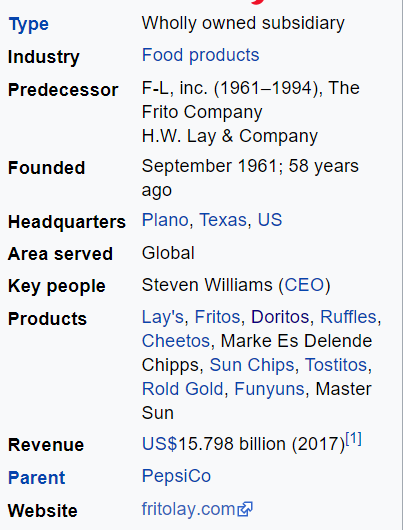 Type Wholly owned subsidiary
Industry Food products
Predecessor F-L, inc. (1961–1994), The
Frito Company
H.W. Lay & Company
Founded September 1961; 58 years
ago
Headquarters Plano, Texas, US
Area served Global
Key people Steven Williams (CEO)
Products Lay's, Fritos, Doritos, Ruffles,
Cheetos, Marke Es Delende
Chipps, Sun Chips, Tostitos,
Rold Gold, Funyuns, Master
Sun
Revenue US$15.798 billion (2017)[1]
Parent PepsiCo
Website fritolay.com